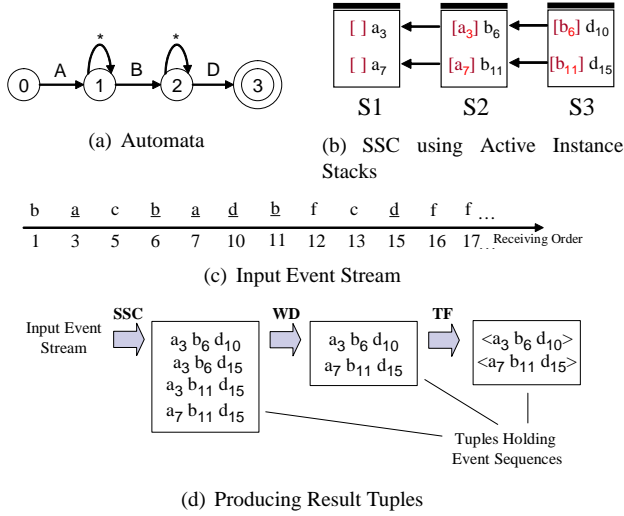 * *
A B D
0 1 2 3
(a) Automata
[ ] a3 [a3] b6 [b6] d10
[ ] a7 [a7] b11 [b11] d15
S1 S2 S3
(b) SSC using Active Instance
Stacks
b a c b a d b f c d f f ...
1 3 5 6 7 10 11 12 13 15 16 17... Receiving Order
(c) Input Event Stream
SSC WD TF
Input Event
Stream
a3 b6 d10
a3 b6 d15
a3 b11 d15
a7 b11 d15
a3 b6 d10
a7 b11 d15
<a3 b6 d10>
<a7 b11 d15>
Tuples Holding
Event Sequences
(d) Producing Result Tuples